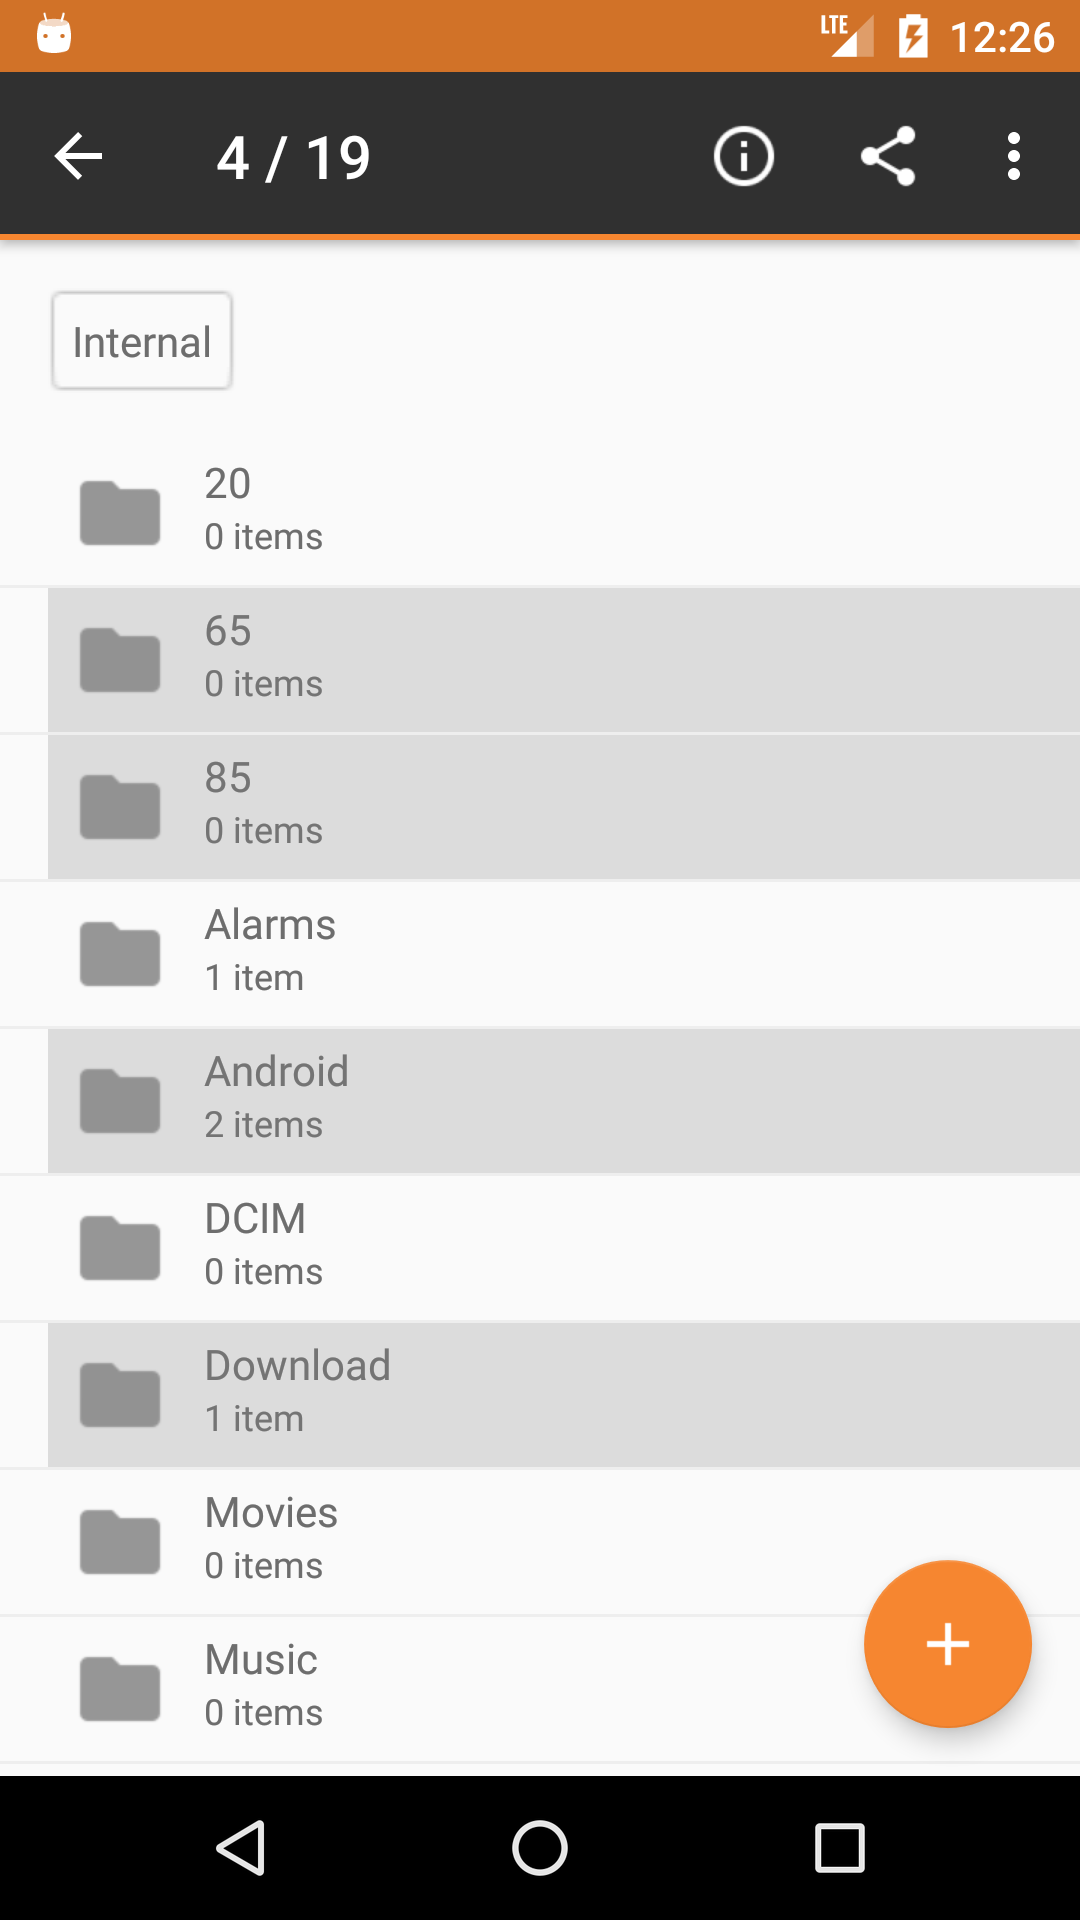 LTE 12:26
4 / 19
Internal
20
0 items
65
0 items
85
0 items
Alarms
1 item
Android
2 items
DCIM
0 items
Download
1 item
Movies
0 items
Music
0 items